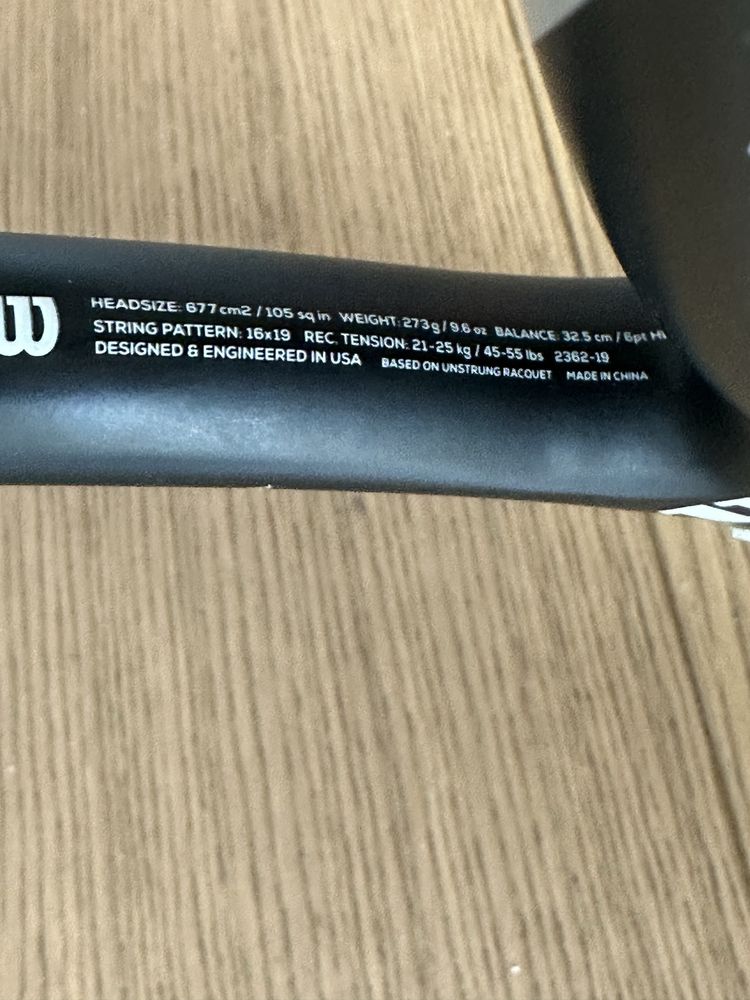 W
HEADSIZE: 677 cm2 / 105 sq in WEIGHT: 273g / 9.6 oz BALANCE: 32.5 cm / 6pt Hl
STRING PATTERN: 16x19 REC. TENSION: 21-25 kg / 45-55 lbs 2362-19
DESIGNED & ENGINEERED IN USA BASED ON UNSTRUNG RACQUET MADE IN CHINA